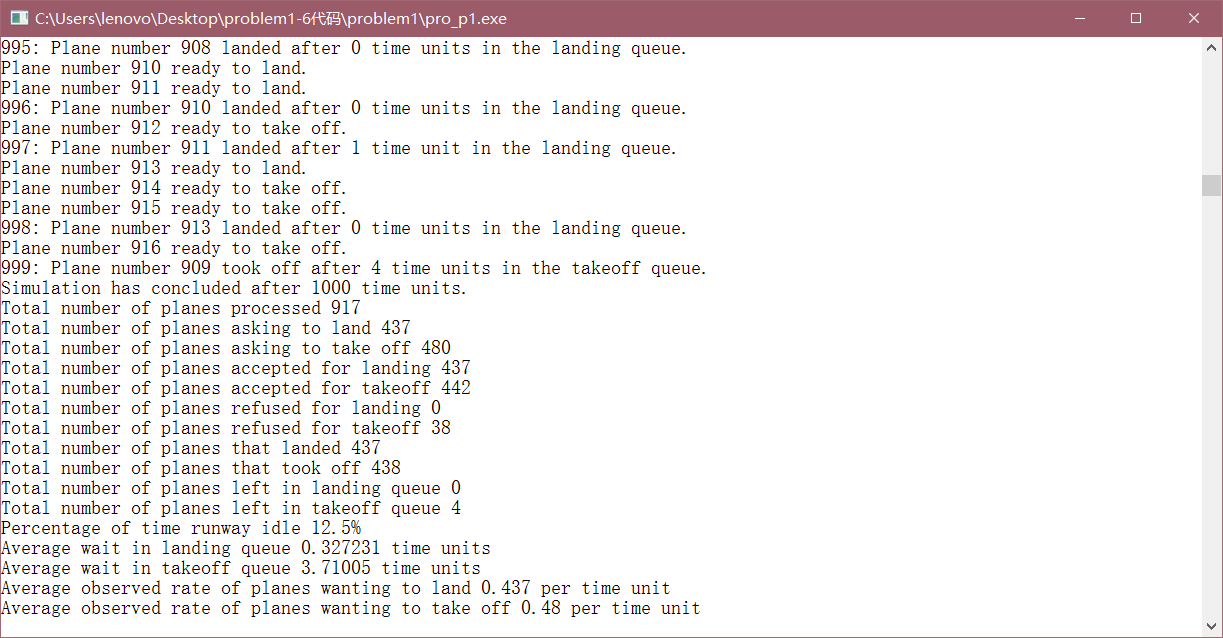 C:\Users\lenovo\Desktop\problem1-6代码\problem1\pro_p1.exe
995: Plane number 908 landed after 0 time units in the landing queue.
Plane number 910 ready to land.
Plane number 911 ready to land.
996: Plane number 910 landed after 0 time units in the landing queue.
Plane number 912 ready to take off.
997: Plane number 911 landed after 1 time unit in the landing queue.
Plane number 913 ready to land.
Plane number 914 ready to take off.
Plane number 915 ready to take off.
998: Plane number 913 landed after 0 time units in the landing queue.
Plane number 916 ready to take off.
999: Plane number 909 took off after 4 time units in the takeoff queue.
Simulation has concluded after 1000 time units.
Total number of planes processed 917
Total number of planes asking to land 437
Total number of planes asking to take off 480
Total number of planes accepted for landing 437
Total number of planes accepted for takeoff 442
Total number of planes refused for landing 0
Total number of planes refused for takeoff 38
Total number of planes that landed 437
Total number of planes that took off 438
Total number of planes left in landing queue 0
Total number of planes left in takeoff queue 4
Percentage of time runway idle 12.5%
Average wait in landing queue 0.327231 time units
Average wait in takeoff queue 3.71005 time units
Average observed rate of planes wanting to land 0.437 per time unit
Average observed rate of planes wanting to take off 0.48 per time unit